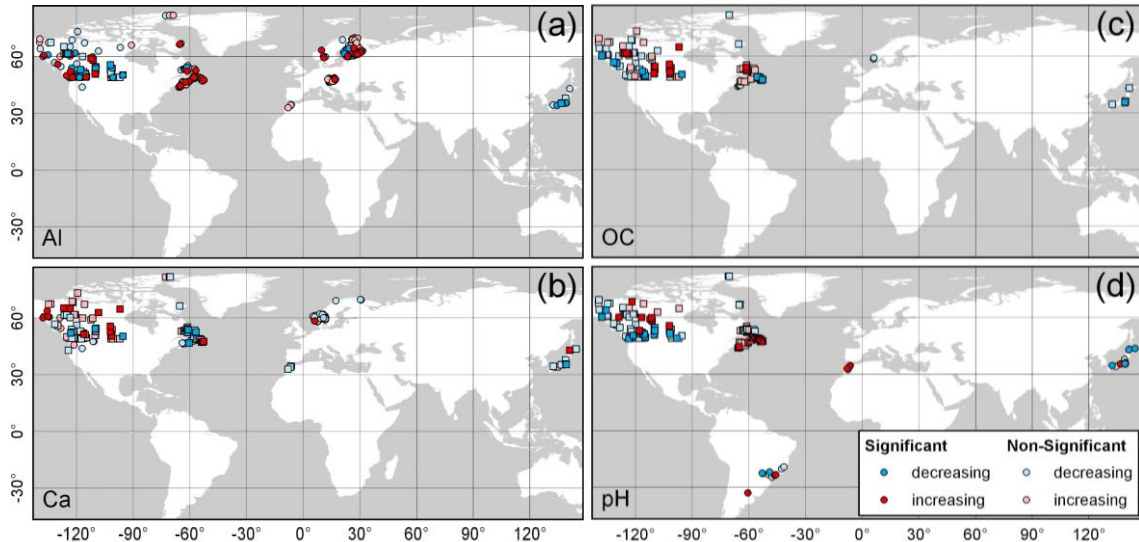 (a)
(c)
60°
30°
0°
-30°
Al
OC
(b)
(d)
60°
30°
0°
-30°
Ca
pH
Significant Non-Significant
decreasing decreasing
increasing increasing
-120° -90° -60° -30° 0° 30° 60° 90° 120° -120° -90° -60° -30° 0° 30° 60° 90° 120°